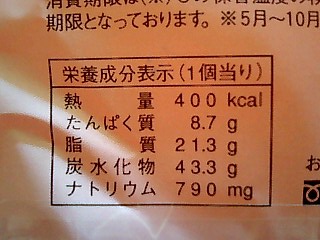 期限となっております。※5月～10月
栄養成分表示(1個当り)
熱量 400 kcal
たんぱく質 8.7 g
脂質 21.3 g
炭水化物 43.3 g
ナトリウム 790 mg
お